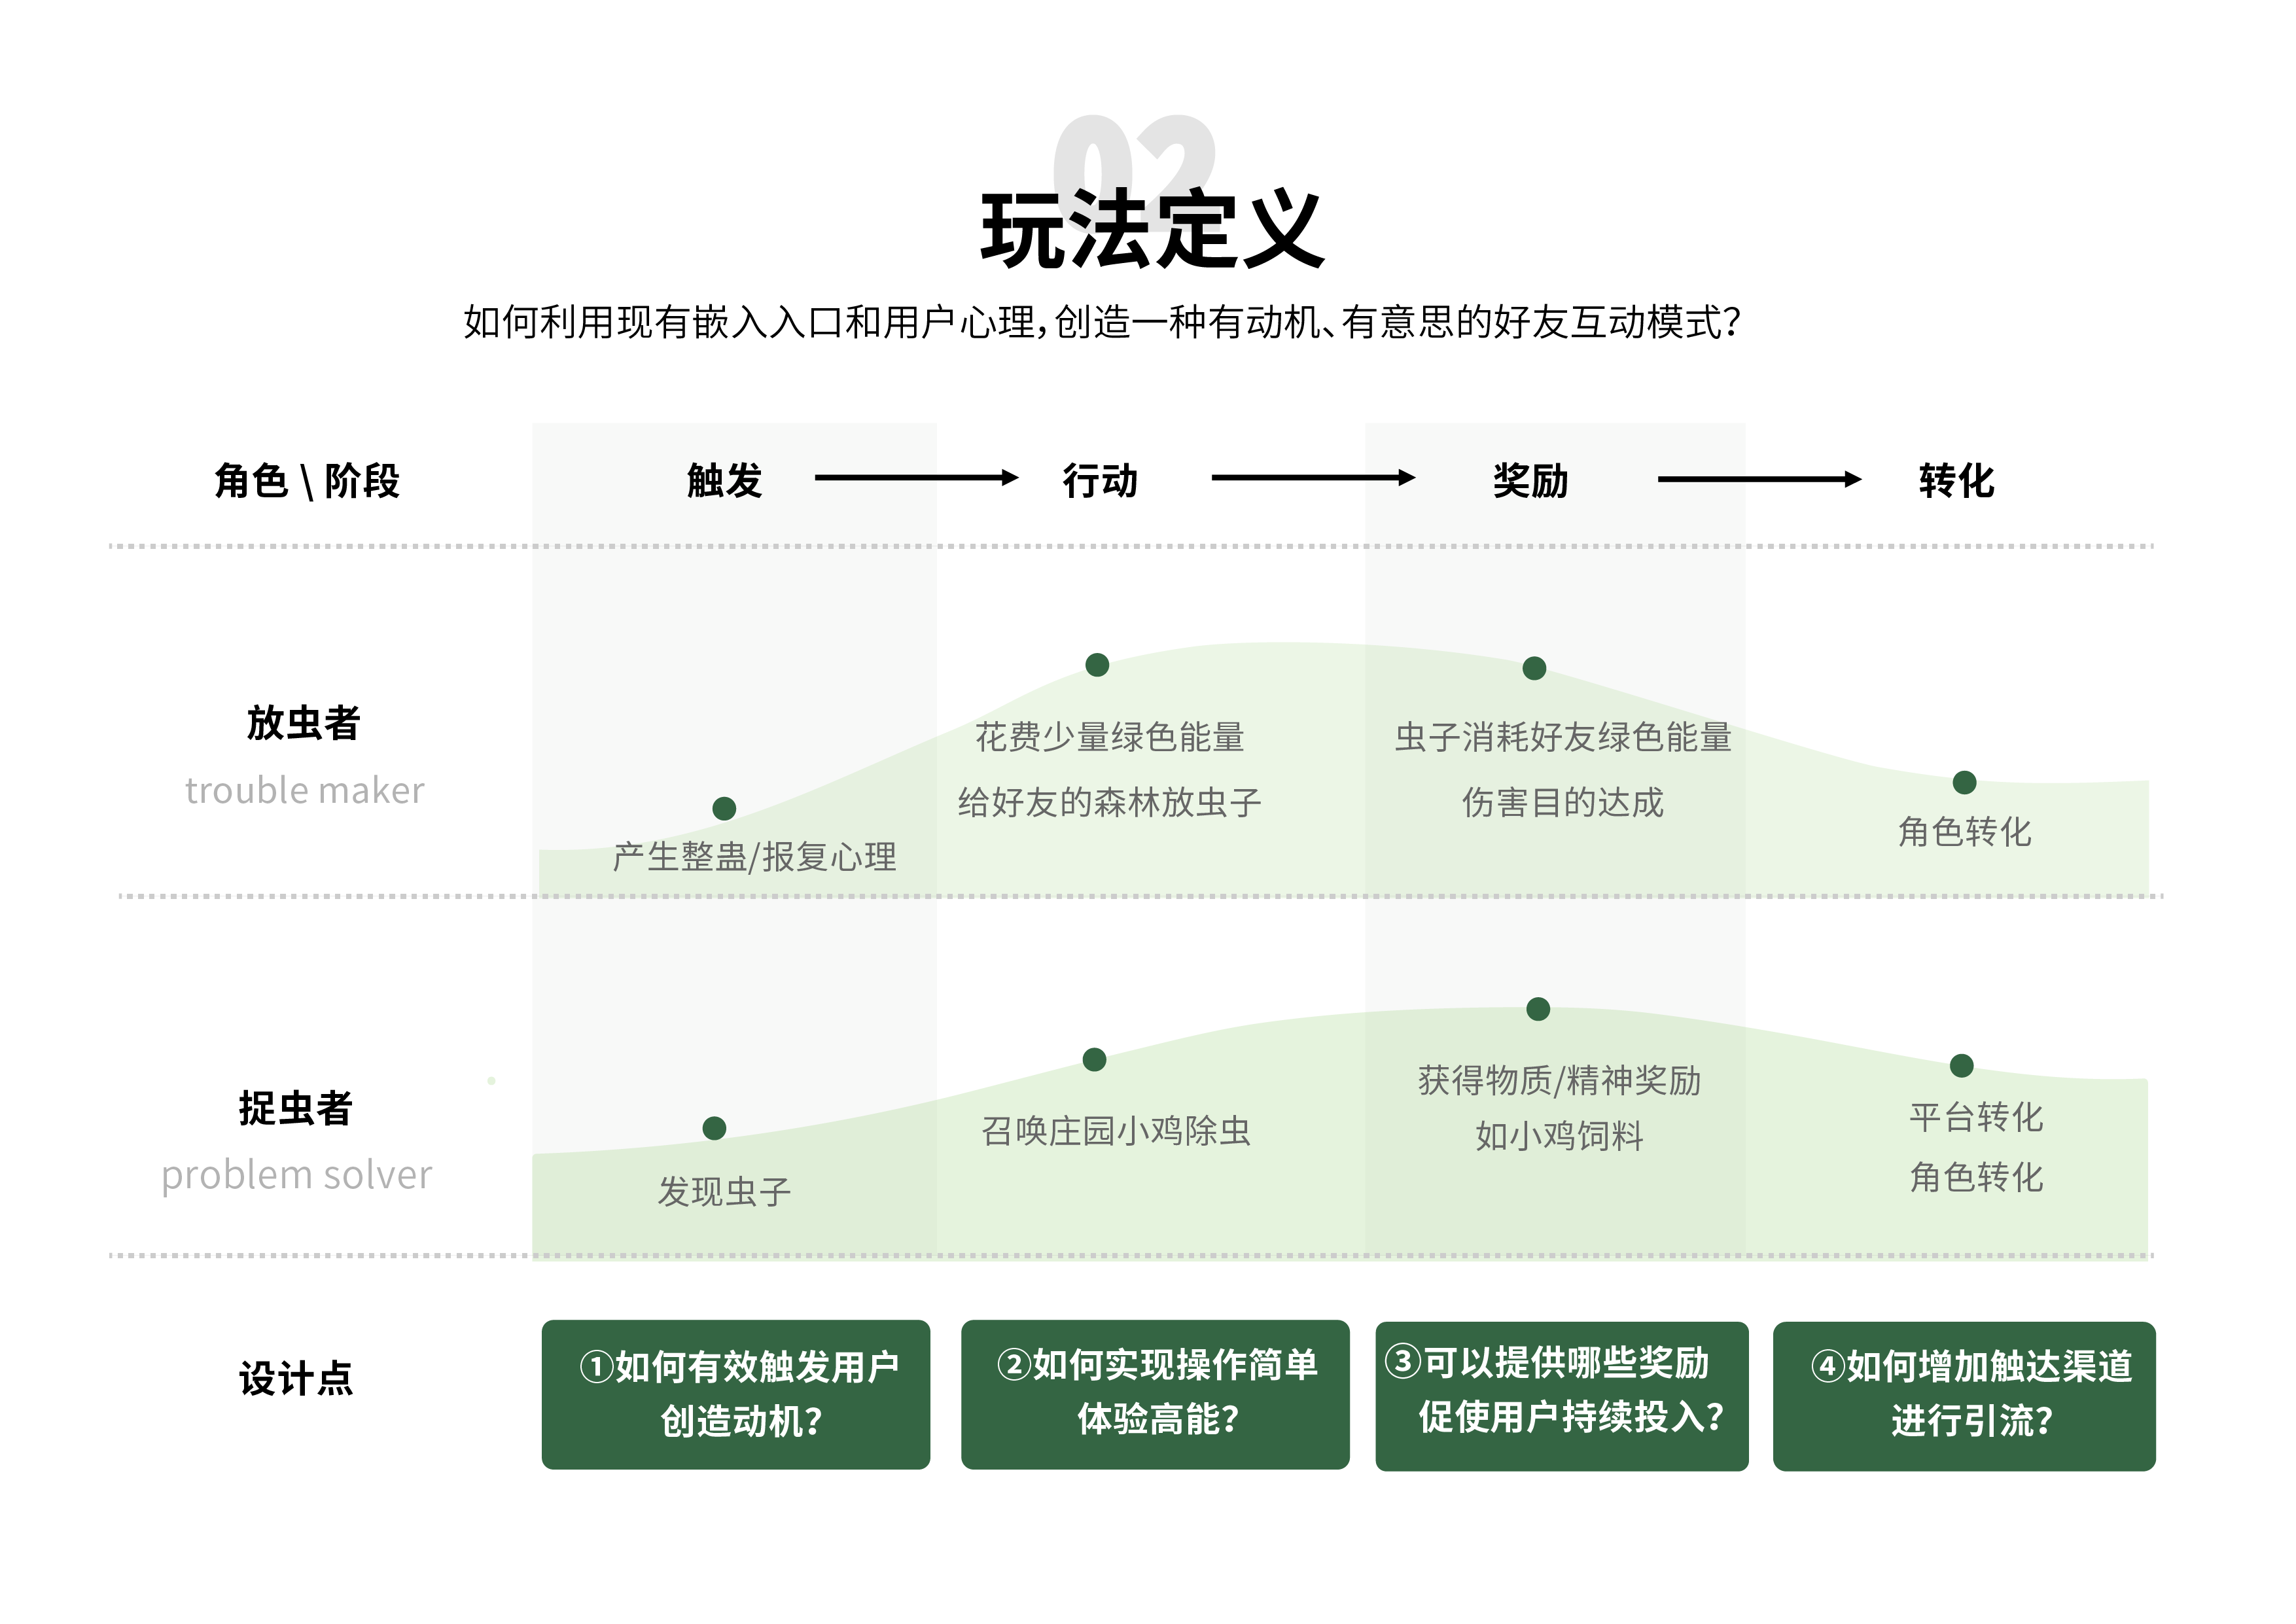 02
玩法定义
如何利用现有嵌入入口和用户心理，创造一种有动机、有意思的好友互动模式？
角色 \ 阶段
触发
行动
奖励
转化
放虫者
trouble maker
产生整蛊/报复心理
花费少量绿色能量
给好友的森林放虫子
虫子消耗好友绿色能量
伤害目的达成
角色转化
捉虫者
problem solver
发现虫子
召唤庄园小鸡除虫
获得物质/精神奖励
如小鸡饲料
平台转化
角色转化
设计点
①如何有效触发用户
创造动机？
②如何实现操作简单
体验高能？
③可以提供哪些奖励
促使用户持续投入？
④如何增加触达渠道
进行引流？